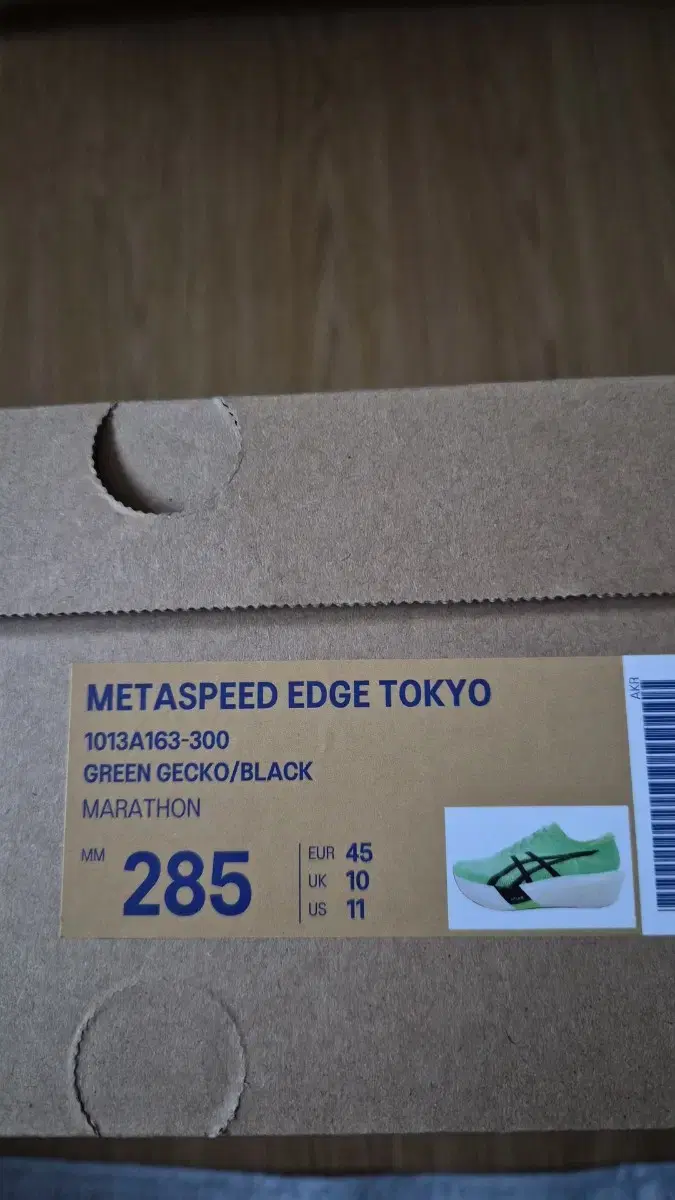 METASPEED EDGE TOKYO
1013A163-300
GREEN GECKO/BLACK
MARATHON
MM 285
EUR 45
UK 10
US 11
AKR